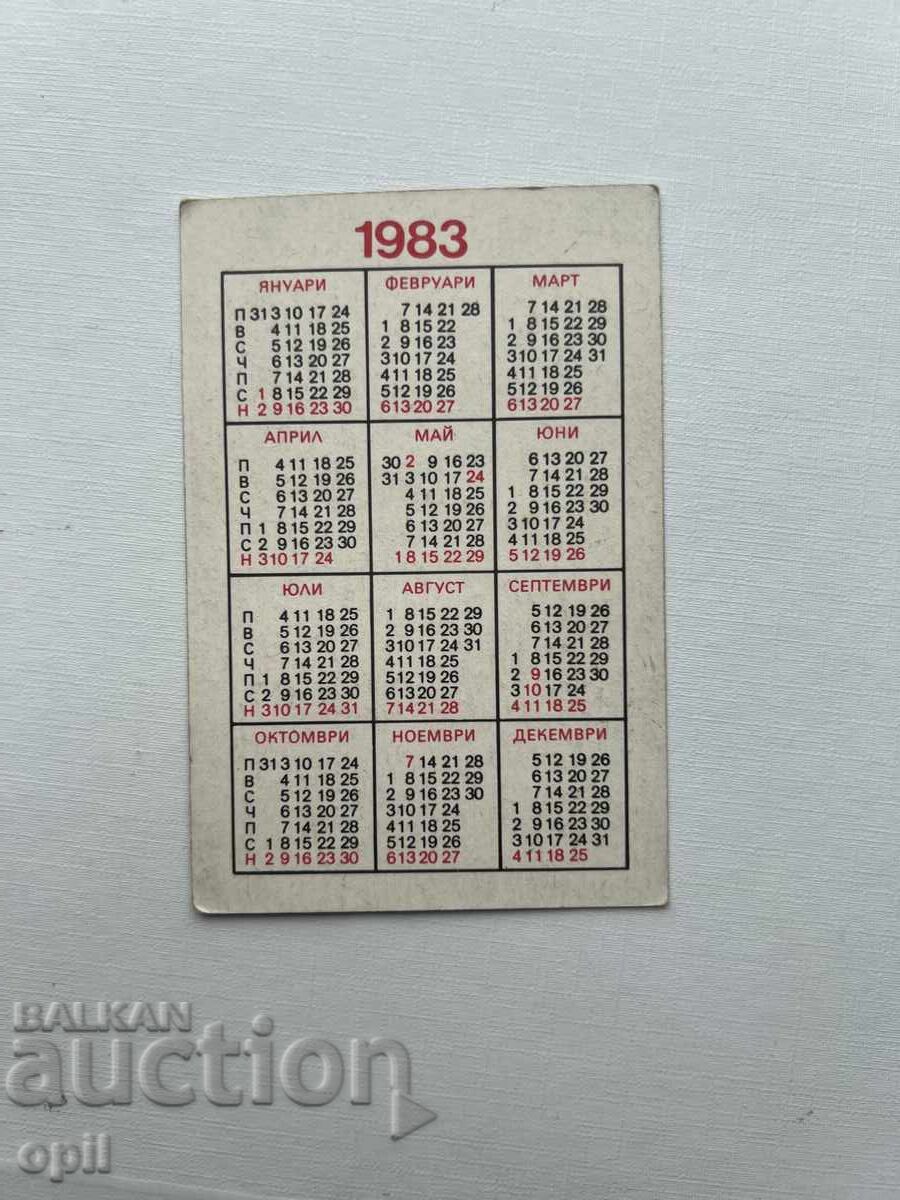 1983
ЯНУАРИ ФЕВРУАРИ МАРТ
П 31 3 10 17 24 7 14 21 28 7 14 21 28
В 4 11 18 25 1 8 15 22 1 8 15 22 29
С 5 12 19 26 2 9 16 23 2 9 16 23 30
Ч 6 13 20 27 3 10 17 24 3 10 17 24 31
П 7 14 21 28 4 11 18 25 4 11 18 25
С 1 8 15 22 29 5 12 19 26 5 12 19 26
Н 2 9 16 23 30 6 13 20 27 6 13 20 27
АПРИЛ МАЙ ЮНИ
П 4 11 18 25 30 2 9 16 23 6 13 20 27
В 5 12 19 26 31 3 10 17 24 7 14 21 28
С 6 13 20 27 4 11 18 25 1 8 15 22 29
Ч 7 14 21 28 5 12 19 26 2 9 16 23 30
П 1 8 15 22 29 6 13 20 27 3 10 17 24
С 2 9 16 23 30 7 14 21 28 4 11 18 25
Н 3 10 17 24 1 8 15 22 29 5 12 19 26
ЮЛИ АВГУСТ СЕПТЕМВРИ
П 4 11 18 25 1 8 15 22 29 5 12 19 26
В 5 12 19 26 2 9 16 23 30 6 13 20 27
С 6 13 20 27 3 10 17 24 31 7 14 21 28
Ч 7 14 21 28 4 11 18 25 1 8 15 22 29
П 1 8 15 22 29 5 12 19 26 2 9 16 23 30
С 2 9 16 23 30 6 13 20 27 3 10 17 24
Н 3 10 17 24 31 7 14 21 28 4 11 18 25
ОКТОМВРИ НОЕМВРИ ДЕКЕМВРИ
П 31 3 10 17 24 7 14 21 28 5 12 19 26
В 4 11 18 25 1 8 15 22 29 6 13 20 27
С 5 12 19 26 2 9 16 23 30 7 14 21 28
Ч 6 13 20 27 3 10 17 24 1 8 15 22 29
П 7 14 21 28 4 11 18 25 2 9 16 23 30
С 1 8 15 22 29 5 12 19 26 3 10 17 24 31
Н 2 9 16 23 30 6 13 20 27 4 11 18 25
BALKAN
auction
opil